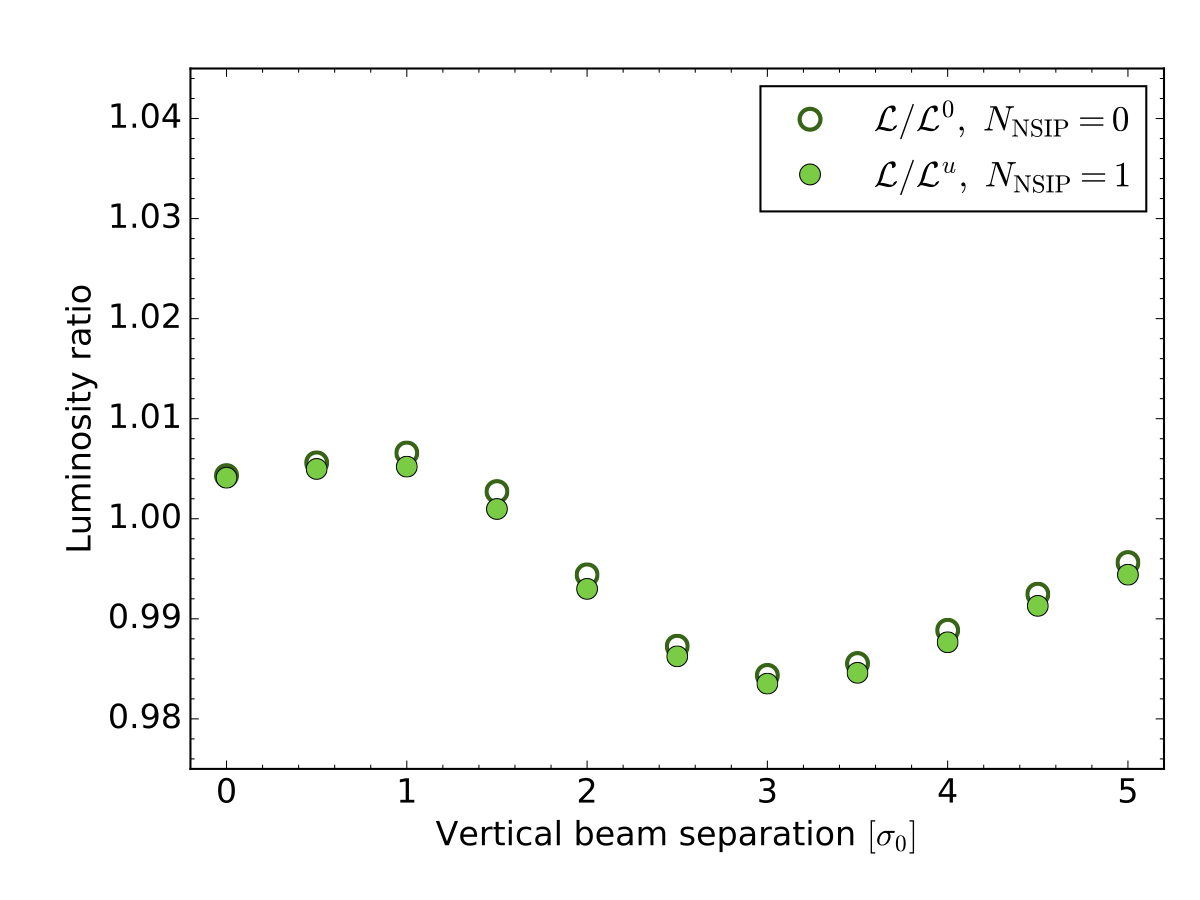 1.04
1.03
1.02
1.01
1.00
0.99
0.98
Luminosity ratio
ℒ/ℒ⁰, N_NSIP = 0
ℒ/ℒᵘ, N_NSIP = 1
0 1 2 3 4 5
Vertical beam separation [σ₀]